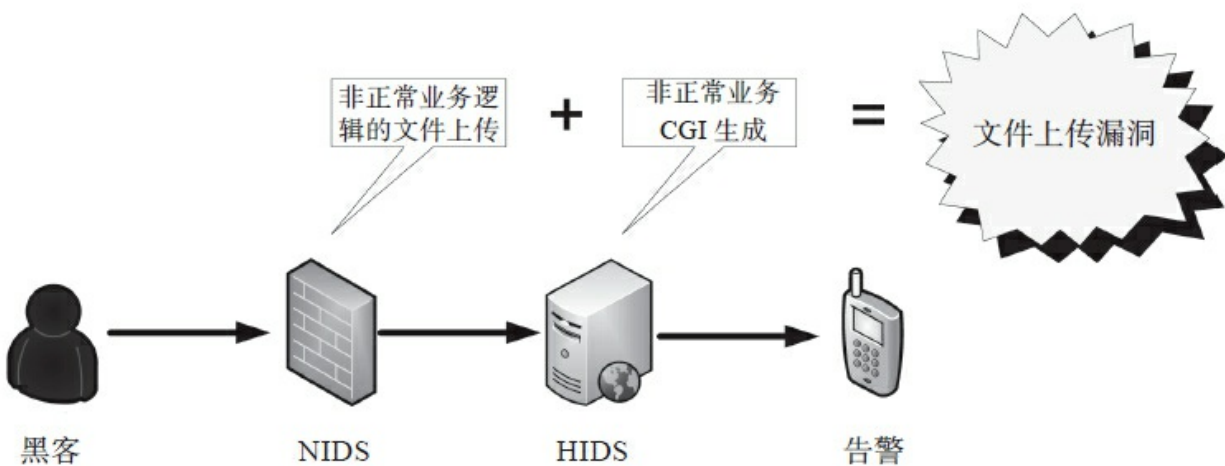 非正常业务逻
辑的文件上传
+
非正常业务
CGI 生成
=
文件上传漏洞
黑客
NIDS
HIDS
告警